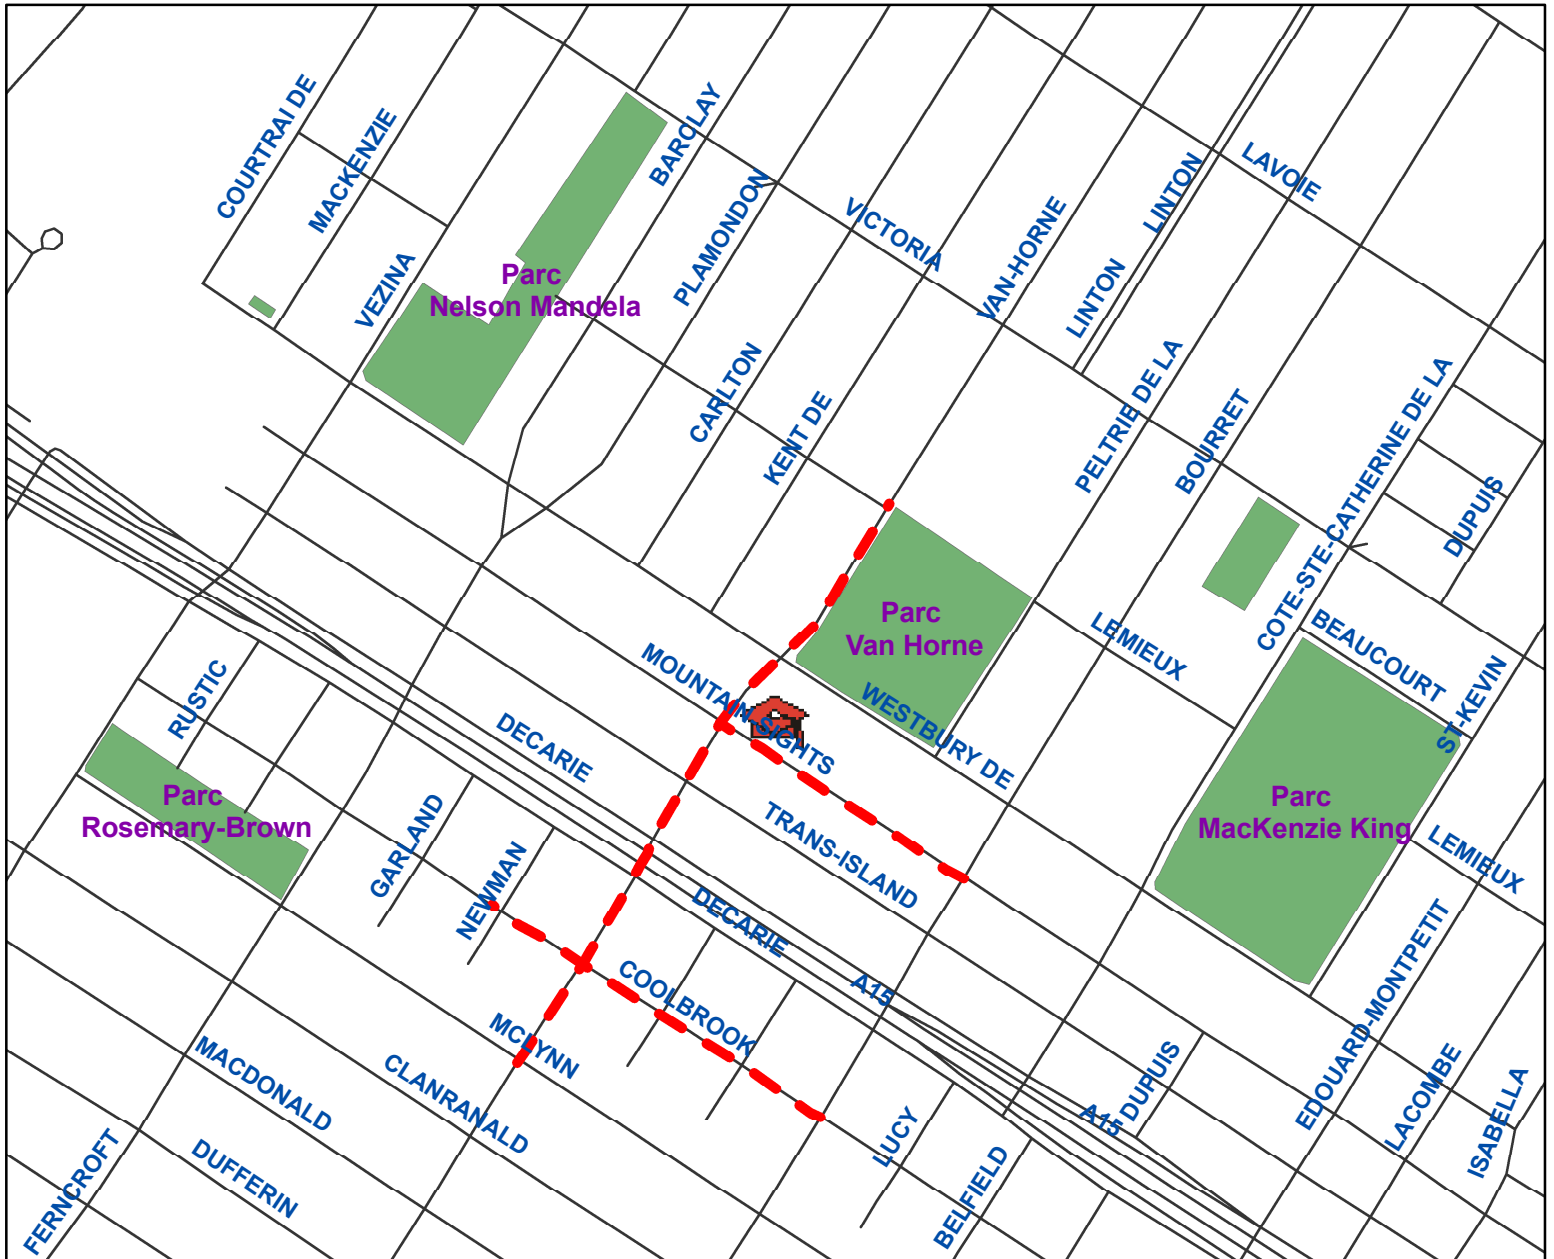 COURTRAI DE
MACKENZIE
BARCLAY
LAVOIE
LINTON
PLAMONDON
VICTORIA
VAN-HORNE
LINTON
VEZINA
Parc
Nelson Mandela
CARLTON
KENT DE
PELTRIE DE LA
BOURRET
COTE-STE-CATHERINE DE LA
DUPUIS
Parc
Van Horne
LEMIEUX
BEAUCOURT
ST-KEVIN
MOUNTAIN-SIGHTS
WESTBURY DE
RUSTIC
DECARIE
Parc
Rosemary-Brown
Parc
MacKenzie King
GARLAND
NEWMAN
TRANS-ISLAND
LEMIEUX
DECARIE
COOLBROOK
A15
EDOUARD-MONTPETIT
MCLYNN
MACDONALD
CLANRANALD
A15
DUPUIS
LACOMBE
ISABELLA
LUCY
BELFIELD
DUFFERIN
FERNCROFT